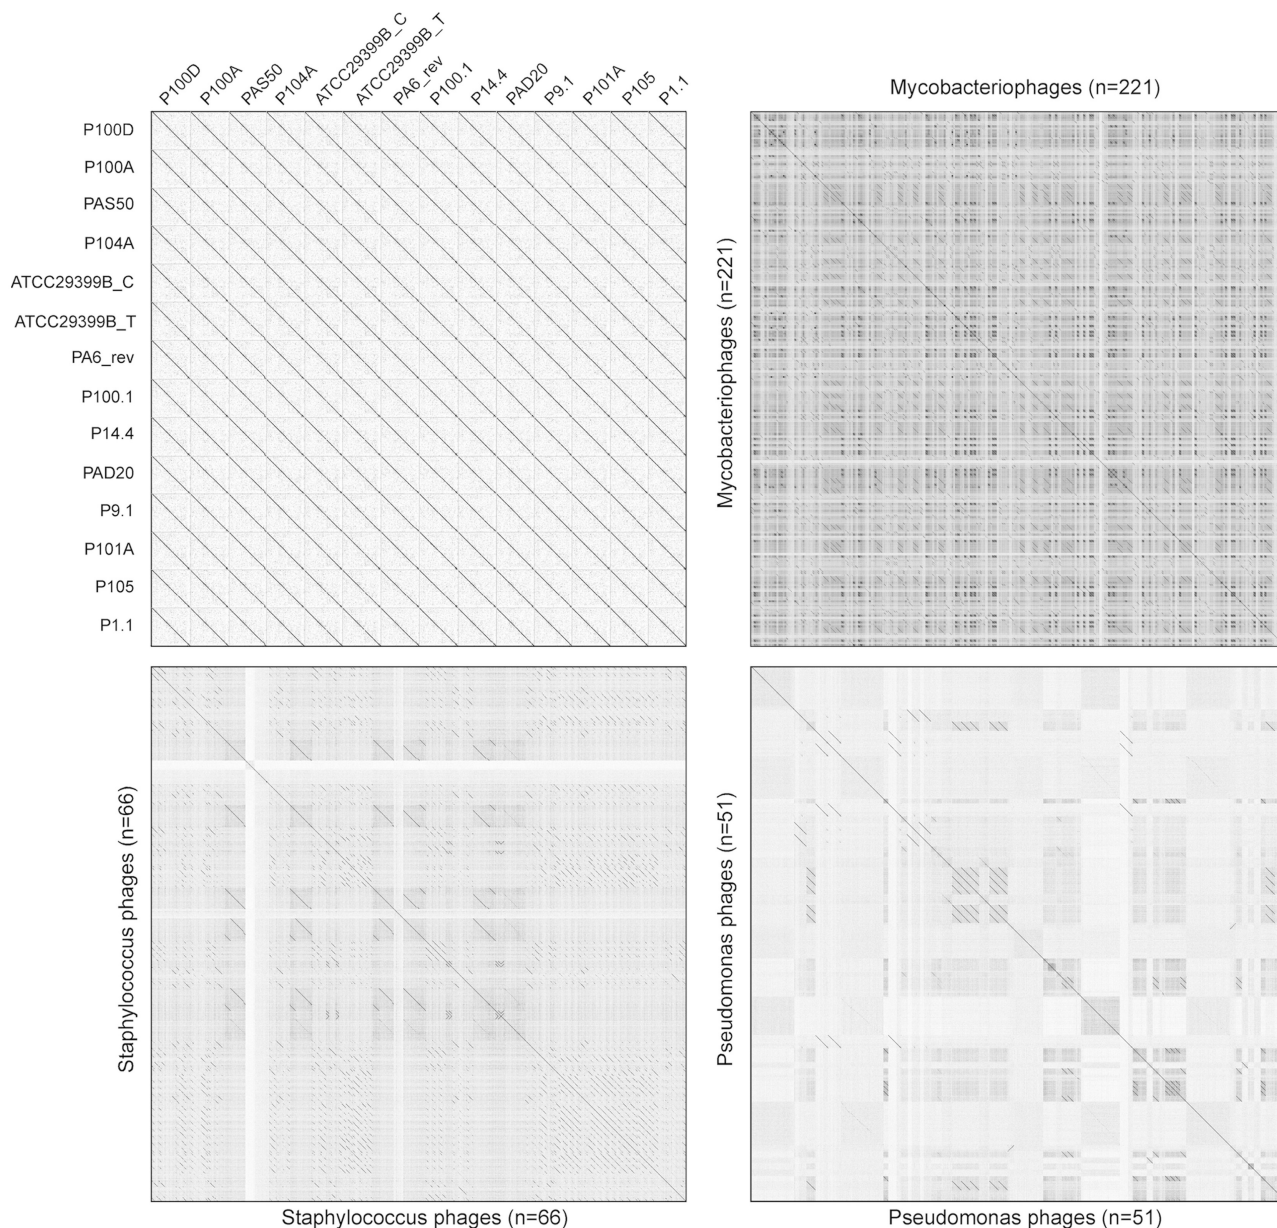 P100D
P100A
PAS50
P104A
ATCC29399B_C
ATCC29399B_T
PA6_rev
P100.1
P14.4
PAD20
P9.1
P101A
P105
P1.1
P100D
P100A
PAS50
P104A
ATCC29399B_C
ATCC29399B_T
PA6_rev
P100.1
P14.4
PAD20
P9.1
P101A
P105
P1.1
Mycobacteriophages (n=221)
Mycobacteriophages (n=221)
Staphylococcus phages (n=66)
Staphylococcus phages (n=66)
Pseudomonas phages (n=51)
Pseudomonas phages (n=51)